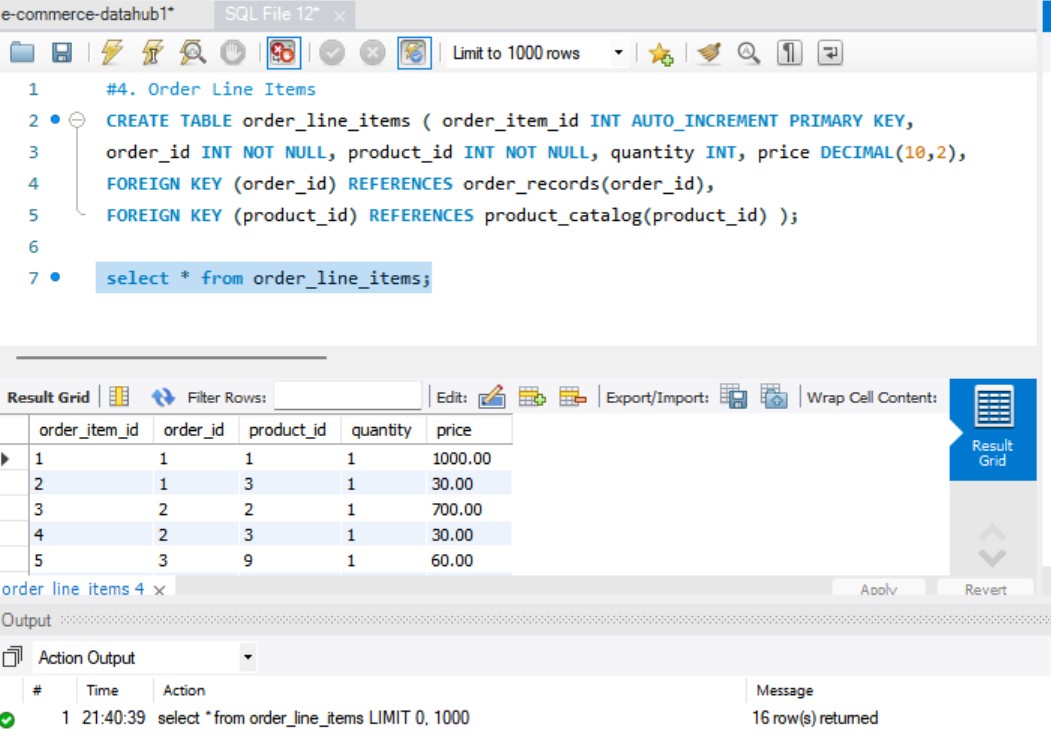 e-commerce-datahub1* SQL File 12*
Limit to 1000 rows
1 #4. Order Line Items
2 CREATE TABLE order_line_items ( order_item_id INT AUTO_INCREMENT PRIMARY KEY,
3 order_id INT NOT NULL, product_id INT NOT NULL, quantity INT, price DECIMAL(10,2),
4 FOREIGN KEY (order_id) REFERENCES order_records(order_id),
5 FOREIGN KEY (product_id) REFERENCES product_catalog(product_id) );
6
7 select * from order_line_items;
Result Grid Filter Rows: Edit: Export/Import: Wrap Cell Content:
order_item_id order_id product_id quantity price
1 1 1 1 1000.00
2 1 3 1 30.00
3 2 2 1 700.00
4 2 3 1 30.00
5 3 9 1 60.00
Result
Grid
order_line_items 4 Apply Revert
Output
Action Output
# Time Action Message
1 21:40:39 select * from order_line_items LIMIT 0, 1000 16 row(s) returned